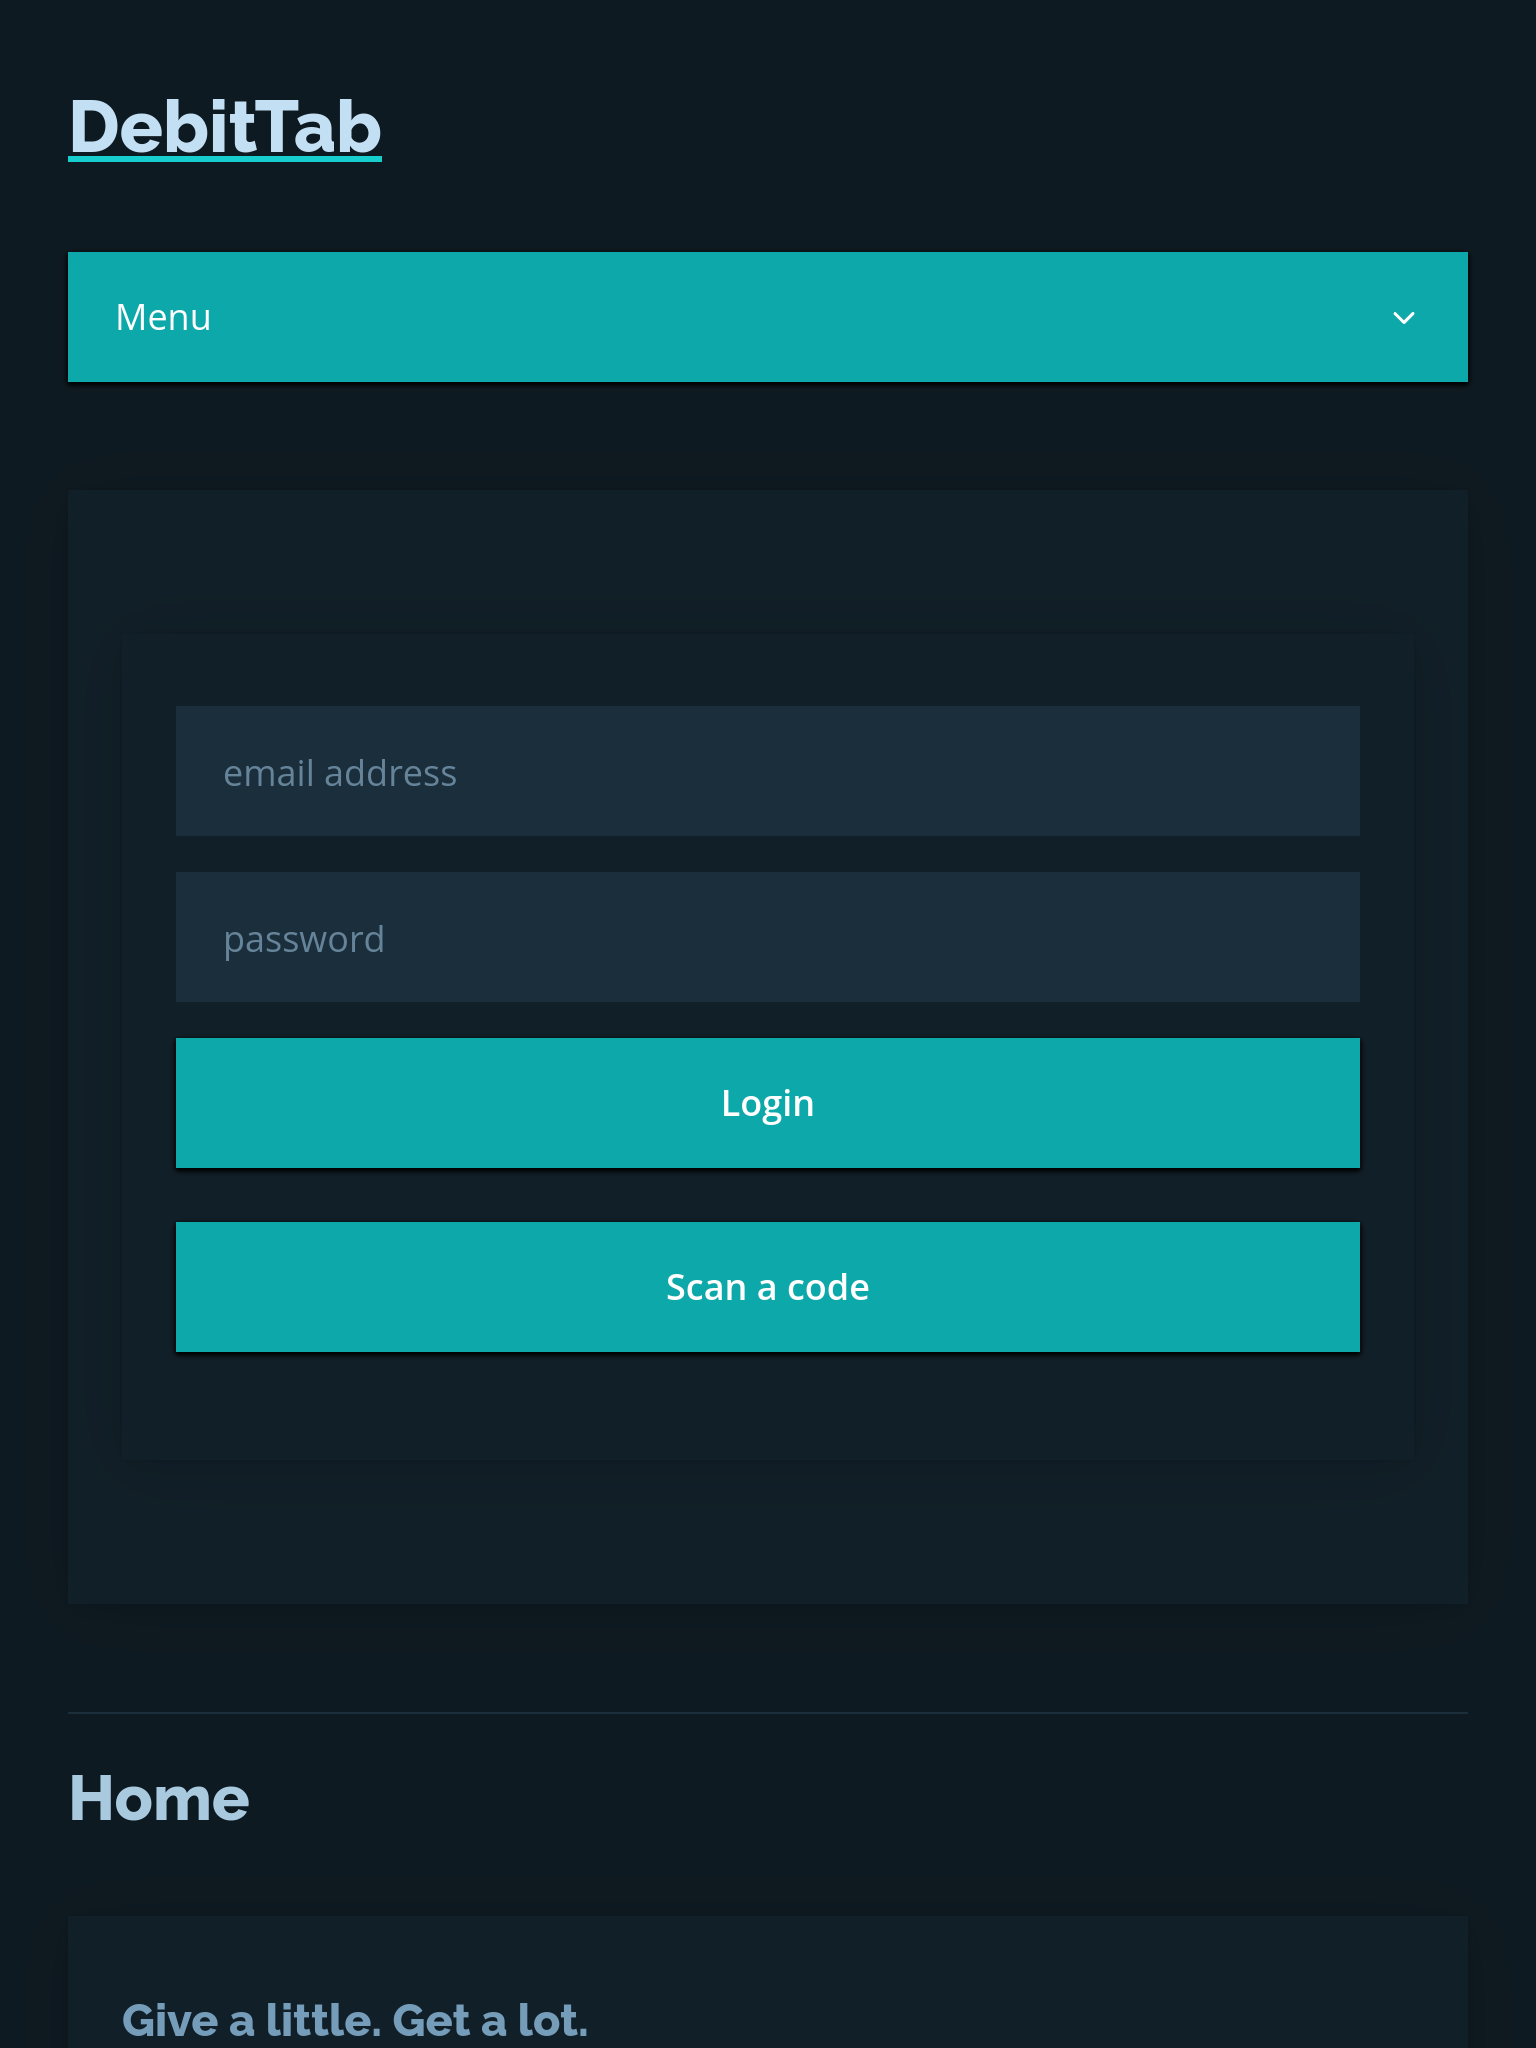 DebitTab
Menu
email address
password
Login
Scan a code
Home
Give a little. Get a lot.